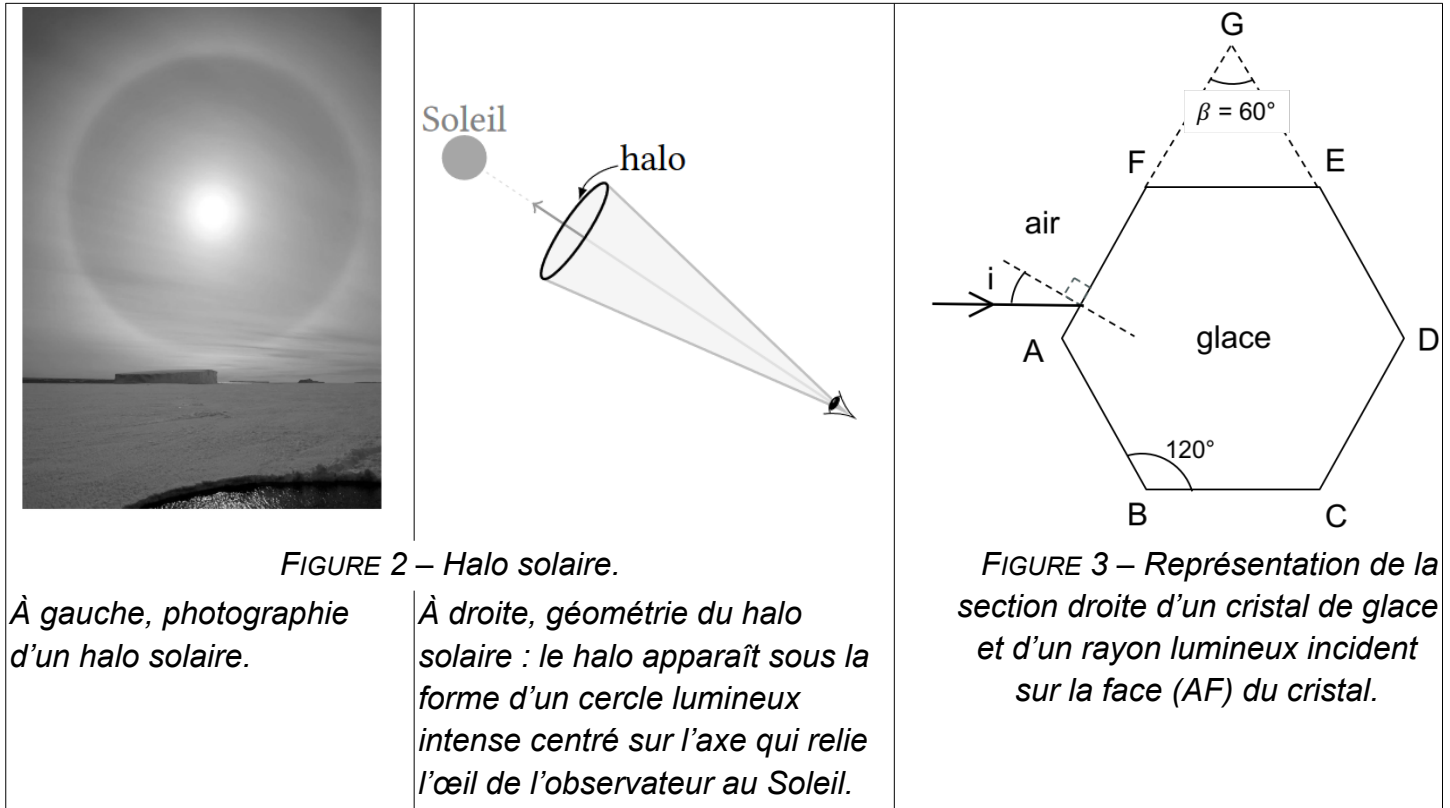 Soleil
halo
G
β = 60°
F
E
air
i
A
glace
D
120°
B
C
FIGURE 2 – Halo solaire.
À gauche, photographie
d’un halo solaire.
À droite, géométrie du halo
solaire : le halo apparaît sous la
forme d’un cercle lumineux
intense centré sur l’axe qui relie
l’œil de l’observateur au Soleil.
FIGURE 3 – Représentation de la
section droite d’un cristal de glace
et d’un rayon lumineux incident
sur la face (AF) du cristal.